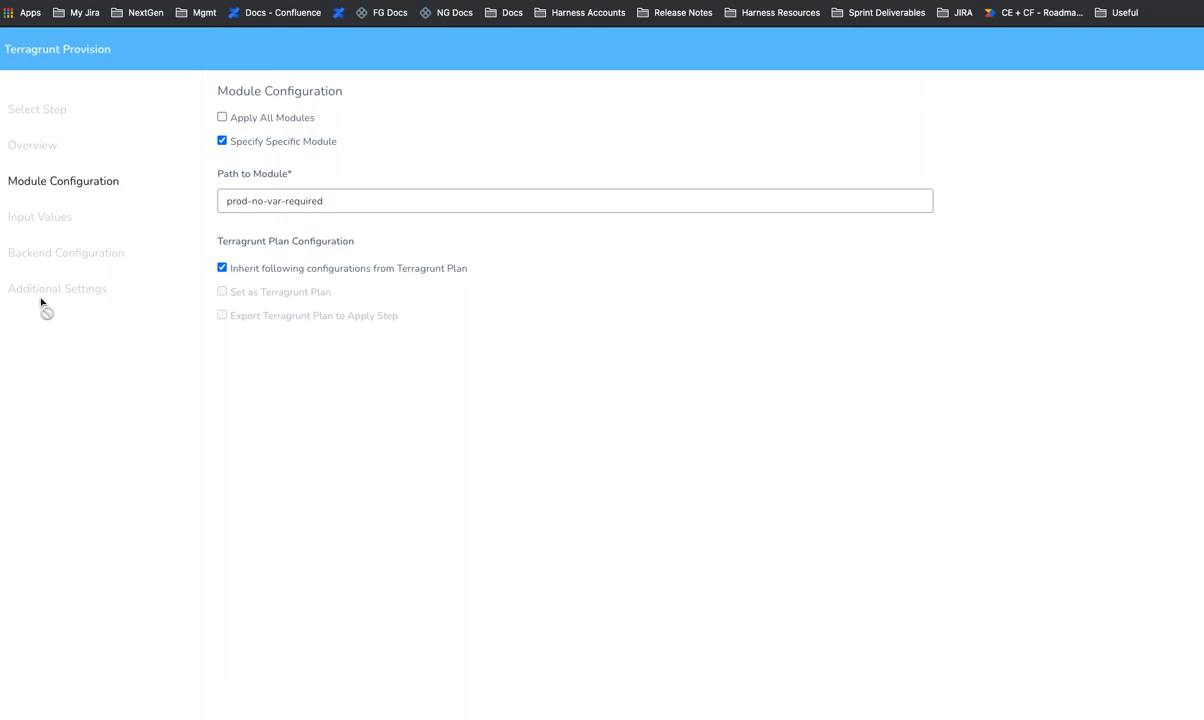 Apps My Jira NextGen Mgmt Docs - Confluence FG Docs NG Docs Docs Harness Accounts Release Notes Harness Resources Sprint Deliverables JIRA CE + CF - Roadma... Useful
Terragrunt Provision
Select Step
Overview
Module Configuration
Input Values
Backend Configuration
Additional Settings
Module Configuration
Apply All Modules
Specify Specific Module
Path to Module*
prod-no-var-required
Terragrunt Plan Configuration
Inherit following configurations from Terragrunt Plan
Set as Terragrunt Plan
Export Terragrunt Plan to Apply Step